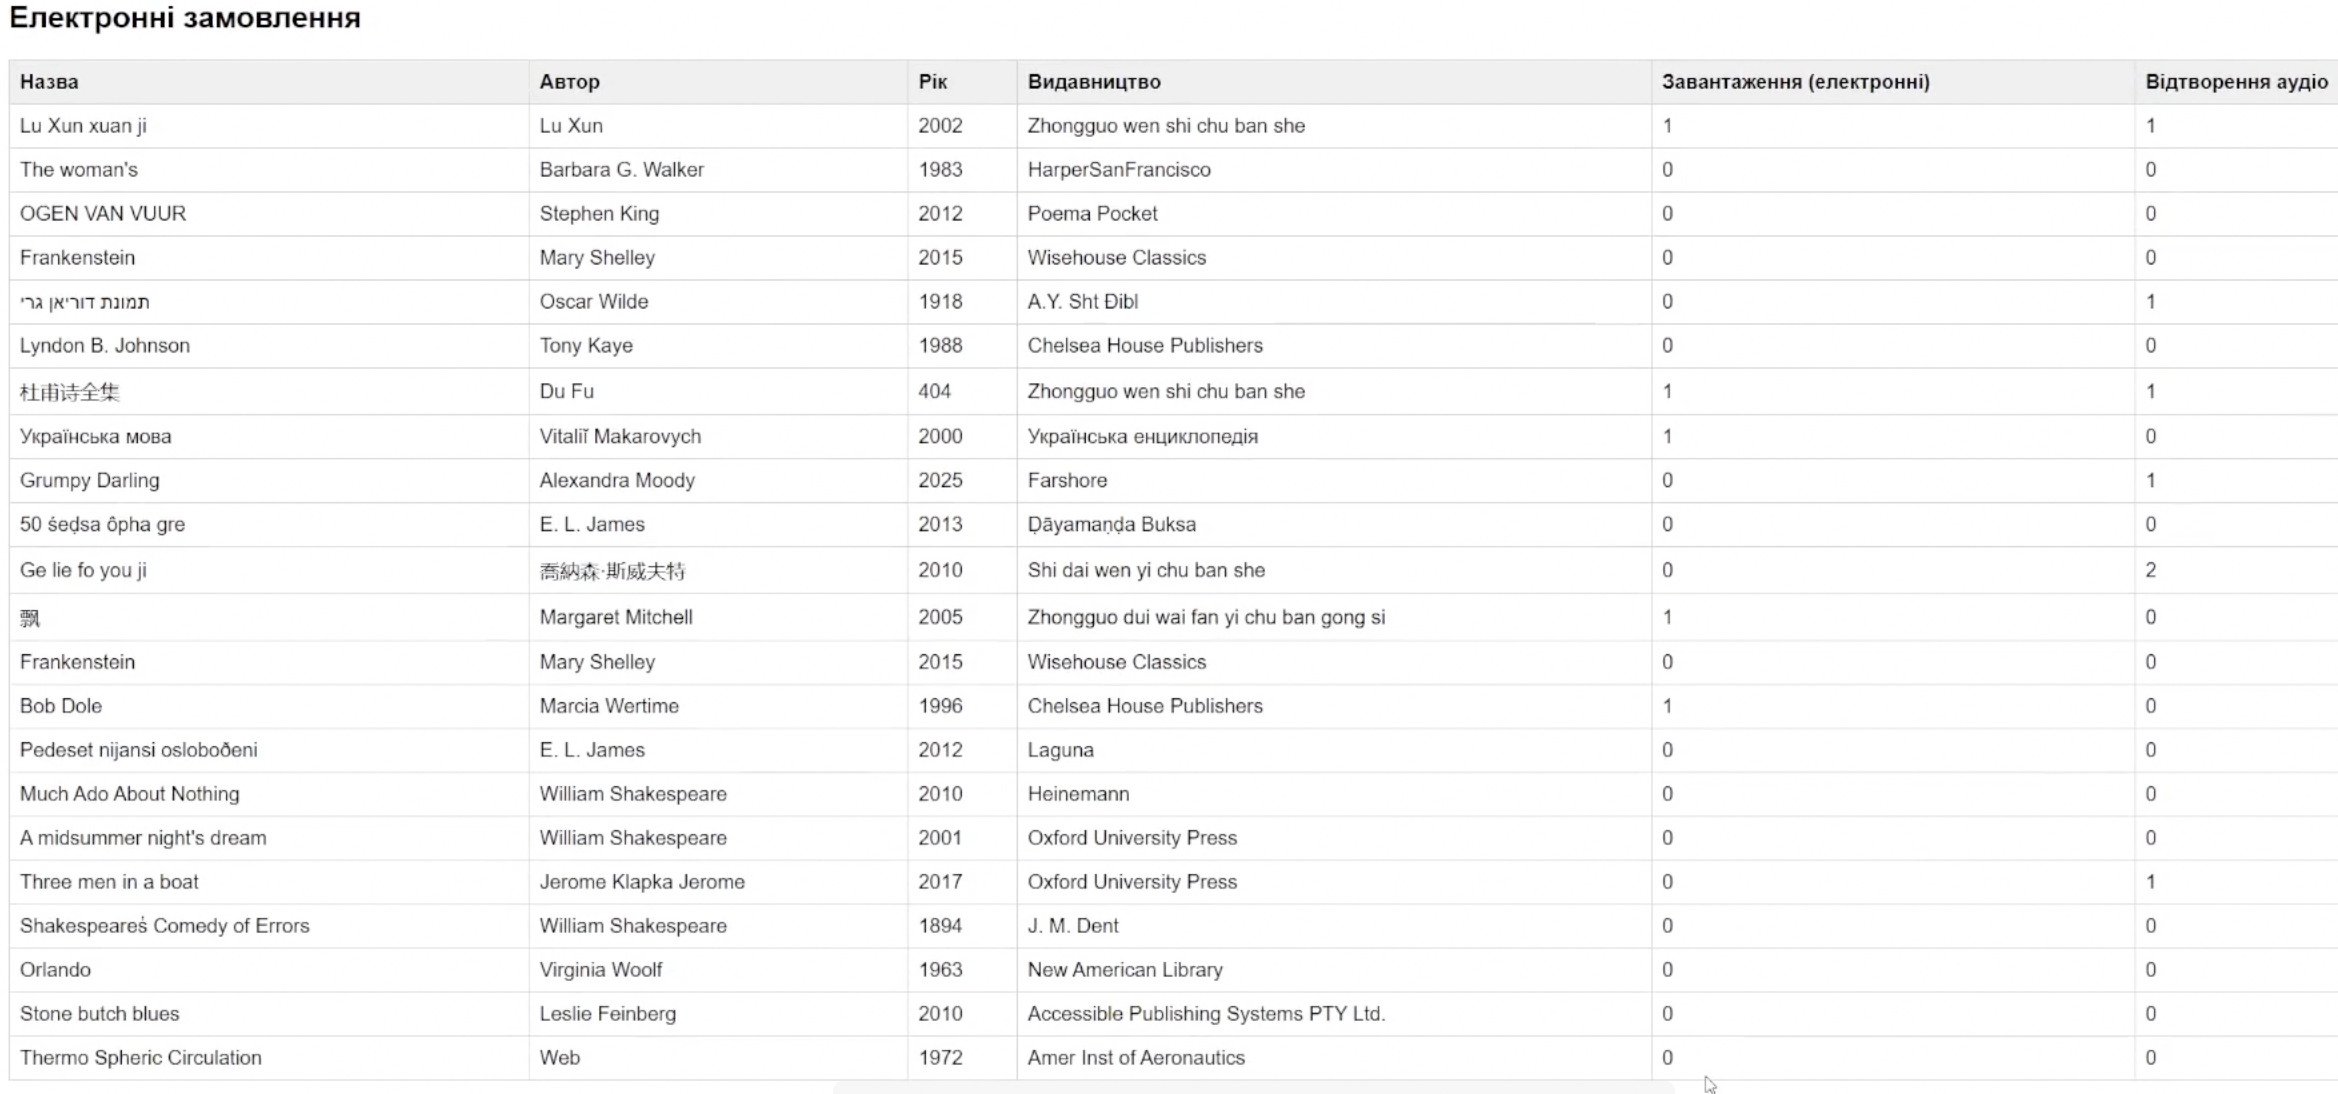 Електронні замовлення
Назва Автор Рік Видавництво Завантаження (електронні) Відтворення аудіо
Lu Xun xuan ji Lu Xun 2002 Zhongguo wen shi chu ban she 1 1
The woman's Barbara G. Walker 1983 HarperSanFrancisco 0 0
OGEN VAN VUUR Stephen King 2012 Poema Pocket 0 0
Frankenstein Mary Shelley 2015 Wisehouse Classics 0 0
תמונת דוריאן גרי Oscar Wilde 1918 A.Y. Sht Đibl 0 1
Lyndon B. Johnson Tony Kaye 1988 Chelsea House Publishers 0 0
杜甫诗全集 Du Fu 404 Zhongguo wen shi chu ban she 1 1
Українська мова Vitaliĭ Makarovych 2000 Українська енциклопедія 1 0
Grumpy Darling Alexandra Moody 2025 Farshore 0 1
50 śeḍsa ôpha gre E. L. James 2013 Ḍāyamaṇḍa Buksa 0 0
Ge lie fo you ji 喬納森·斯威夫特 2010 Shi dai wen yi chu ban she 0 2
飘 Margaret Mitchell 2005 Zhongguo dui wai fan yi chu ban gong si 1 0
Frankenstein Mary Shelley 2015 Wisehouse Classics 0 0
Bob Dole Marcia Wertime 1996 Chelsea House Publishers 1 0
Pedeset nijansi osloboðeni E. L. James 2012 Laguna 0 0
Much Ado About Nothing William Shakespeare 2010 Heinemann 0 0
A midsummer night's dream William Shakespeare 2001 Oxford University Press 0 0
Three men in a boat Jerome Klapka Jerome 2017 Oxford University Press 0 1
Shakespeareṡ Comedy of Errors William Shakespeare 1894 J. M. Dent 0 0
Orlando Virginia Woolf 1963 New American Library 0 0
Stone butch blues Leslie Feinberg 2010 Accessible Publishing Systems PTY Ltd. 0 0
Thermo Spheric Circulation Web 1972 Amer Inst of Aeronautics 0 0